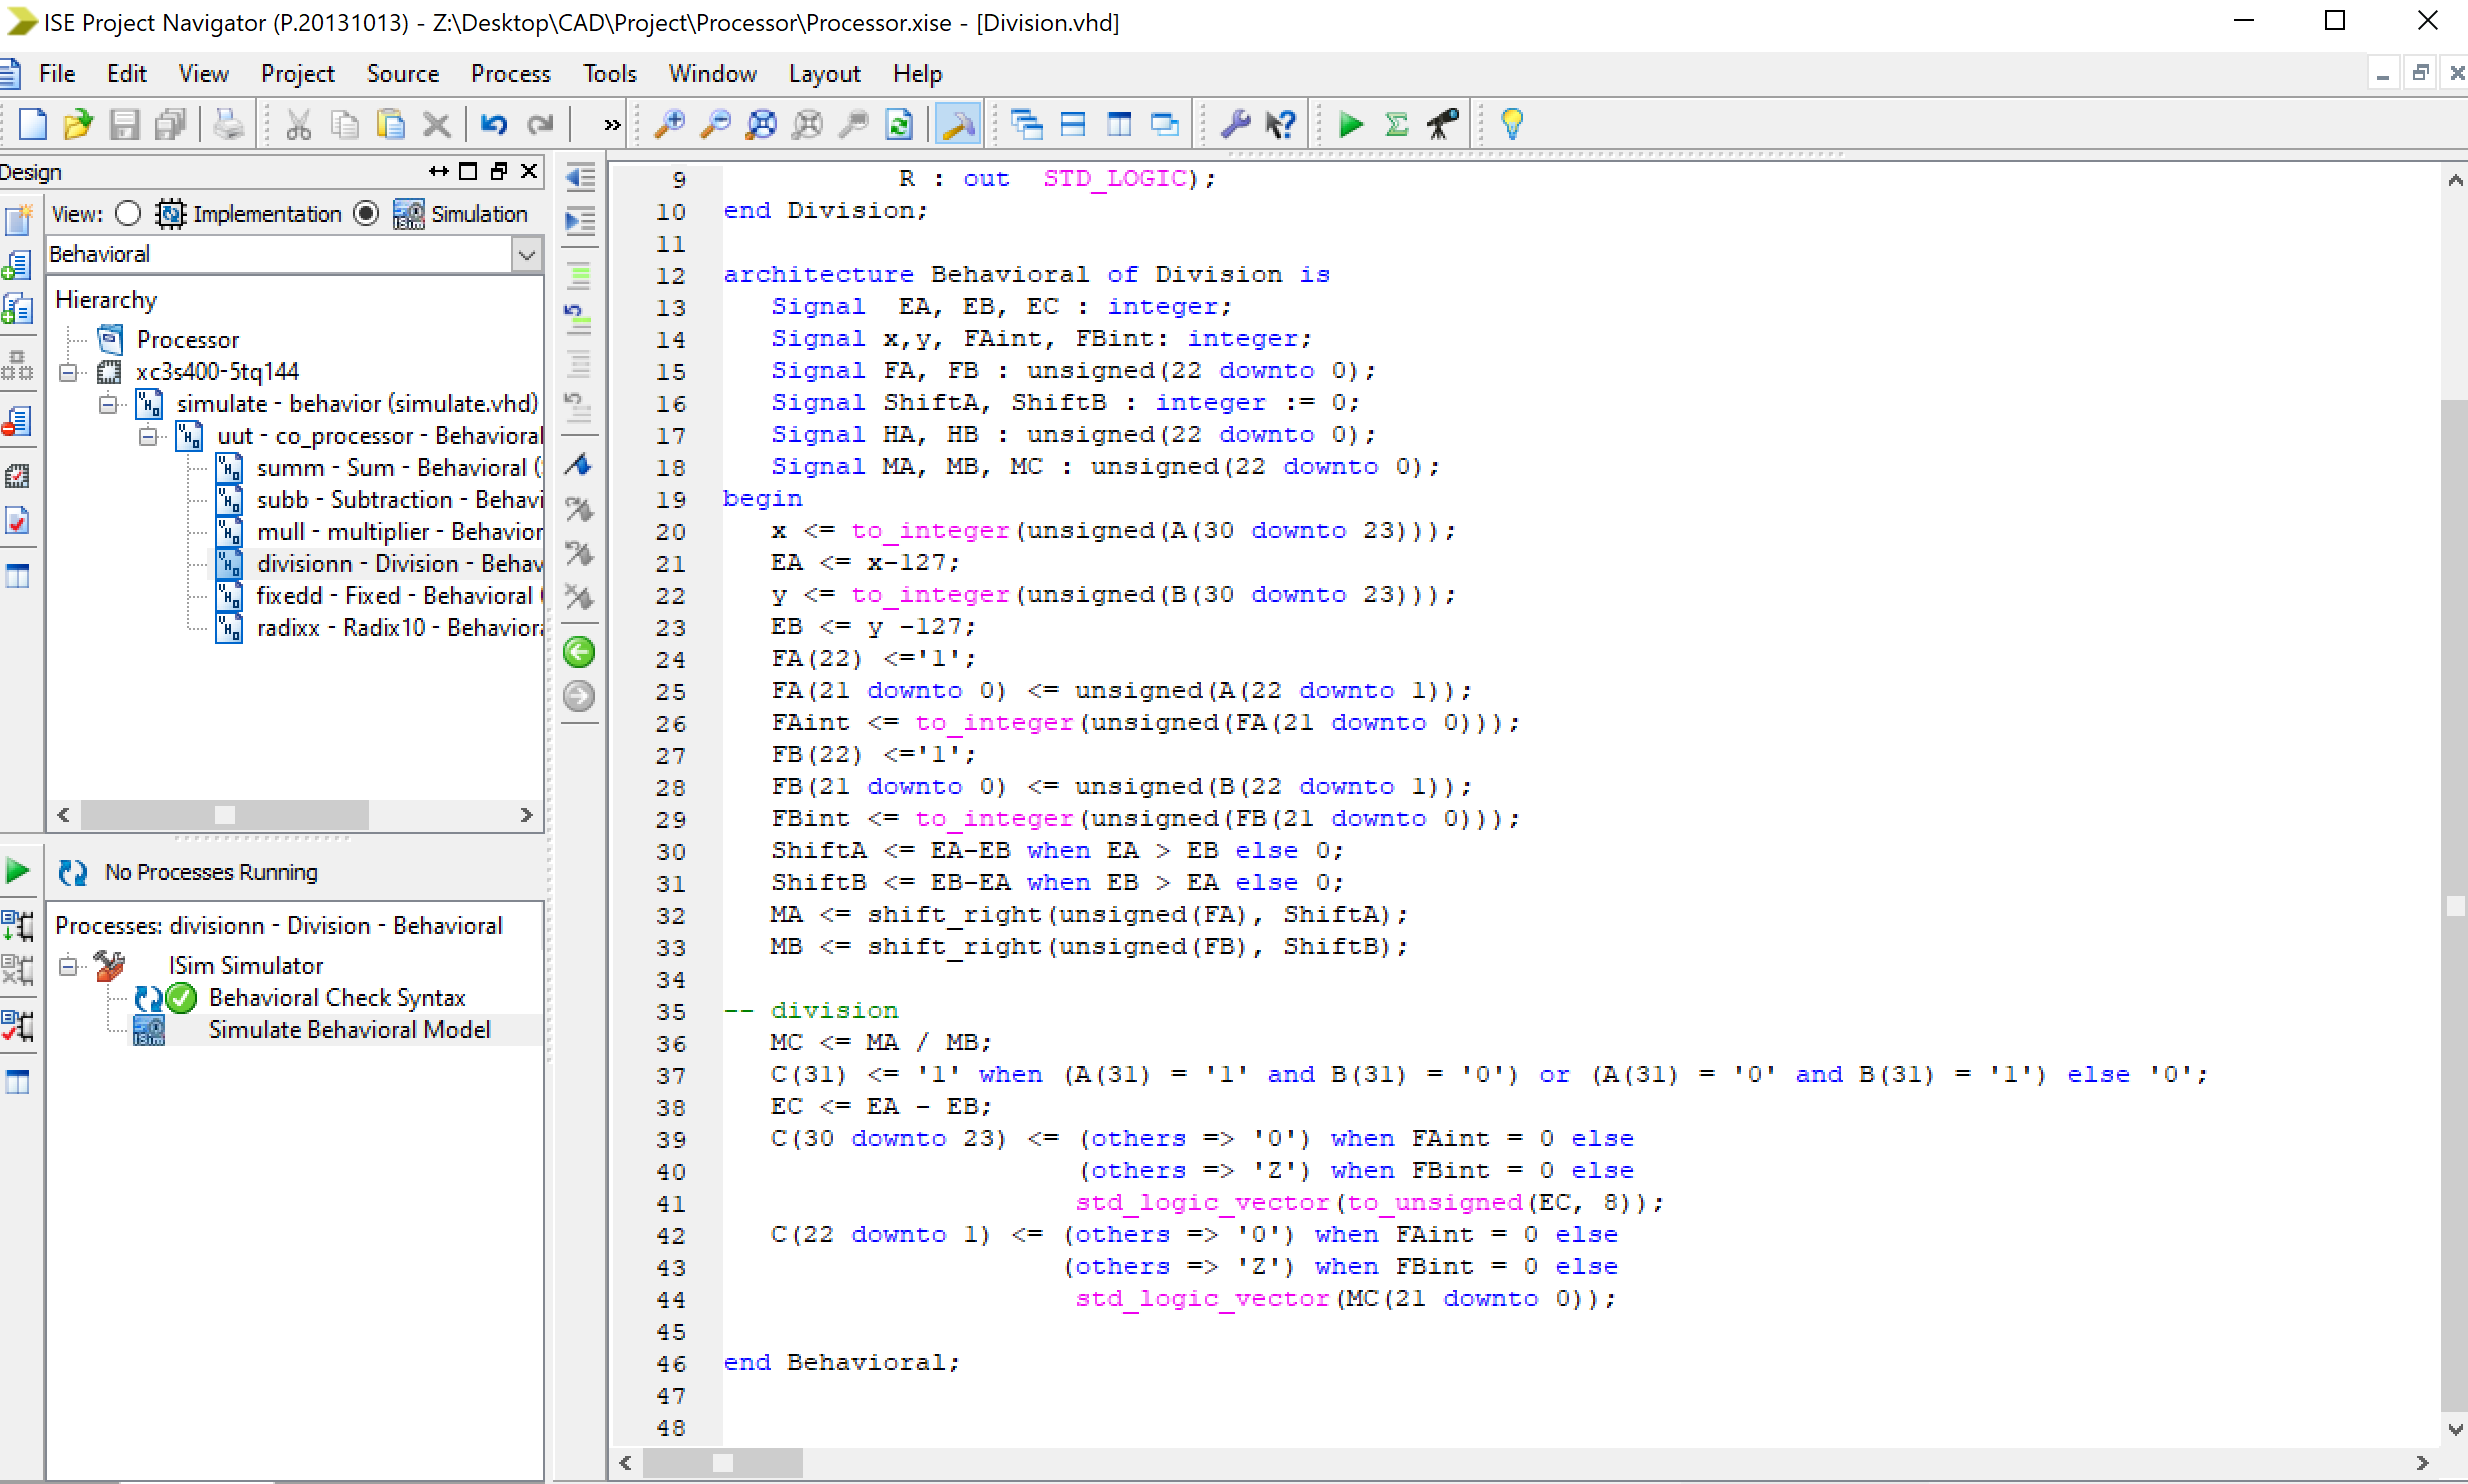 ISE Project Navigator (P.20131013) - Z:\Desktop\CAD\Project\Processor\Processor.xise - [Division.vhd]
File Edit View Project Source Process Tools Window Layout Help
Design
View: Implementation Simulation
Behavioral
Hierarchy
Processor
xc3s400-5tq144
simulate - behavior (simulate.vhd)
uut - co_processor - Behavioral
summ - Sum - Behavioral (
subb - Subtraction - Behavi
mull - multiplier - Behavior
divisionn - Division - Behav
fixedd - Fixed - Behavioral (
radixx - Radix10 - Behaviora
No Processes Running
Processes: divisionn - Division - Behavioral
ISim Simulator
Behavioral Check Syntax
Simulate Behavioral Model
9 R : out STD_LOGIC);
10 end Division;
11
12 architecture Behavioral of Division is
13 Signal EA, EB, EC : integer;
14 Signal x,y, FAint, FBint: integer;
15 Signal FA, FB : unsigned(22 downto 0);
16 Signal ShiftA, ShiftB : integer := 0;
17 Signal HA, HB : unsigned(22 downto 0);
18 Signal MA, MB, MC : unsigned(22 downto 0);
19 begin
20 x <= to_integer(unsigned(A(30 downto 23)));
21 EA <= x-127;
22 y <= to_integer(unsigned(B(30 downto 23)));
23 EB <= y -127;
24 FA(22) <='1';
25 FA(21 downto 0) <= unsigned(A(22 downto 1));
26 FAint <= to_integer(unsigned(FA(21 downto 0)));
27 FB(22) <='1';
28 FB(21 downto 0) <= unsigned(B(22 downto 1));
29 FBint <= to_integer(unsigned(FB(21 downto 0)));
30 ShiftA <= EA-EB when EA > EB else 0;
31 ShiftB <= EB-EA when EB > EA else 0;
32 MA <= shift_right(unsigned(FA), ShiftA);
33 MB <= shift_right(unsigned(FB), ShiftB);
34
35 -- division
36 MC <= MA / MB;
37 C(31) <= '1' when (A(31) = '1' and B(31) = '0') or (A(31) = '0' and B(31) = '1') else '0';
38 EC <= EA - EB;
39 C(30 downto 23) <= (others => '0') when FAint = 0 else
40 (others => 'Z') when FBint = 0 else
41 std_logic_vector(to_unsigned(EC, 8));
42 C(22 downto 1) <= (others => '0') when FAint = 0 else
43 (others => 'Z') when FBint = 0 else
44 std_logic_vector(MC(21 downto 0));
45
46 end Behavioral;
47
48